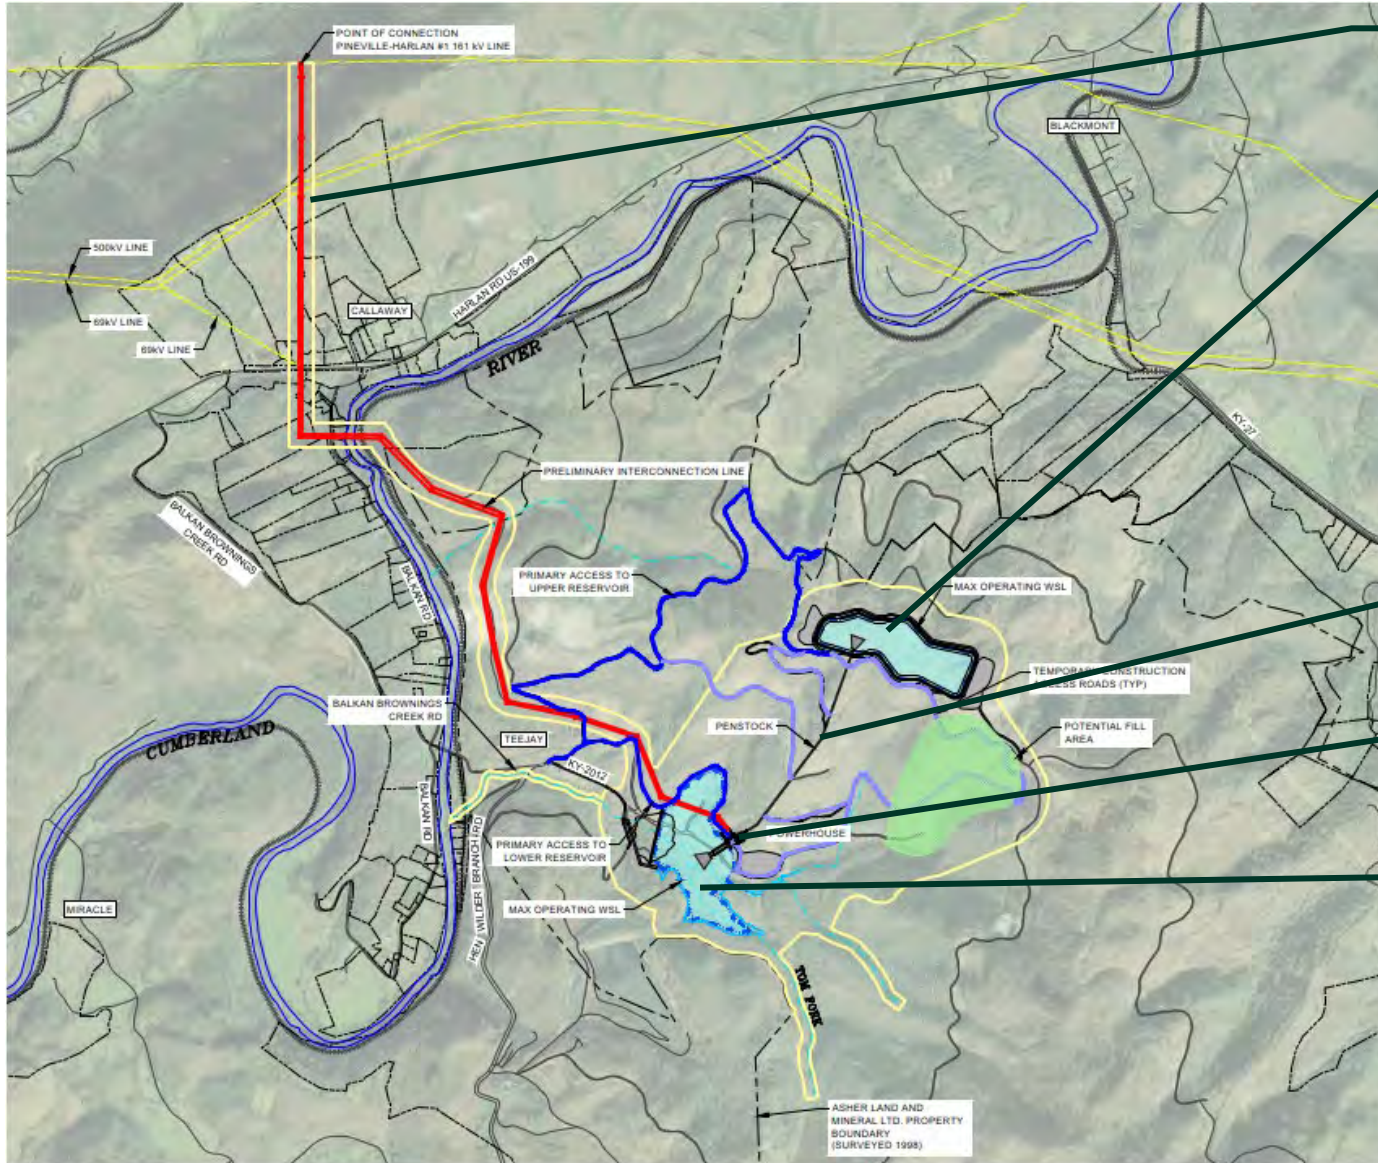 POINT OF CONNECTION
PINEVILLE-HARLAN #1 161 kV LINE
BLACKMONT
500kV LINE
69kV LINE
69kV LINE
CALLAWAY
HARLAN RD US-199
RIVER
KY-27
PRELIMINARY INTERCONNECTION LINE
BALKAN BROWNINGS
CREEK RD
BALKAN RD
PRIMARY ACCESS TO
UPPER RESERVOIR
MAX OPERATING WSL
TEMPORARY CONSTRUCTION
ACCESS ROADS (TYP)
BALKAN BROWNINGS
CREEK RD
PENSTOCK
POTENTIAL FILL
AREA
CUMBERLAND
TEEJAY
KY-2012
BALKAN RD
POWERHOUSE
PRIMARY ACCESS TO
LOWER RESERVOIR
HEN WILDER BRANCH RD
MIRACLE
MAX OPERATING WSL
TOM FORK
ASHER LAND AND
MINERAL LTD. PROPERTY
BOUNDARY
(SURVEYED 1998)